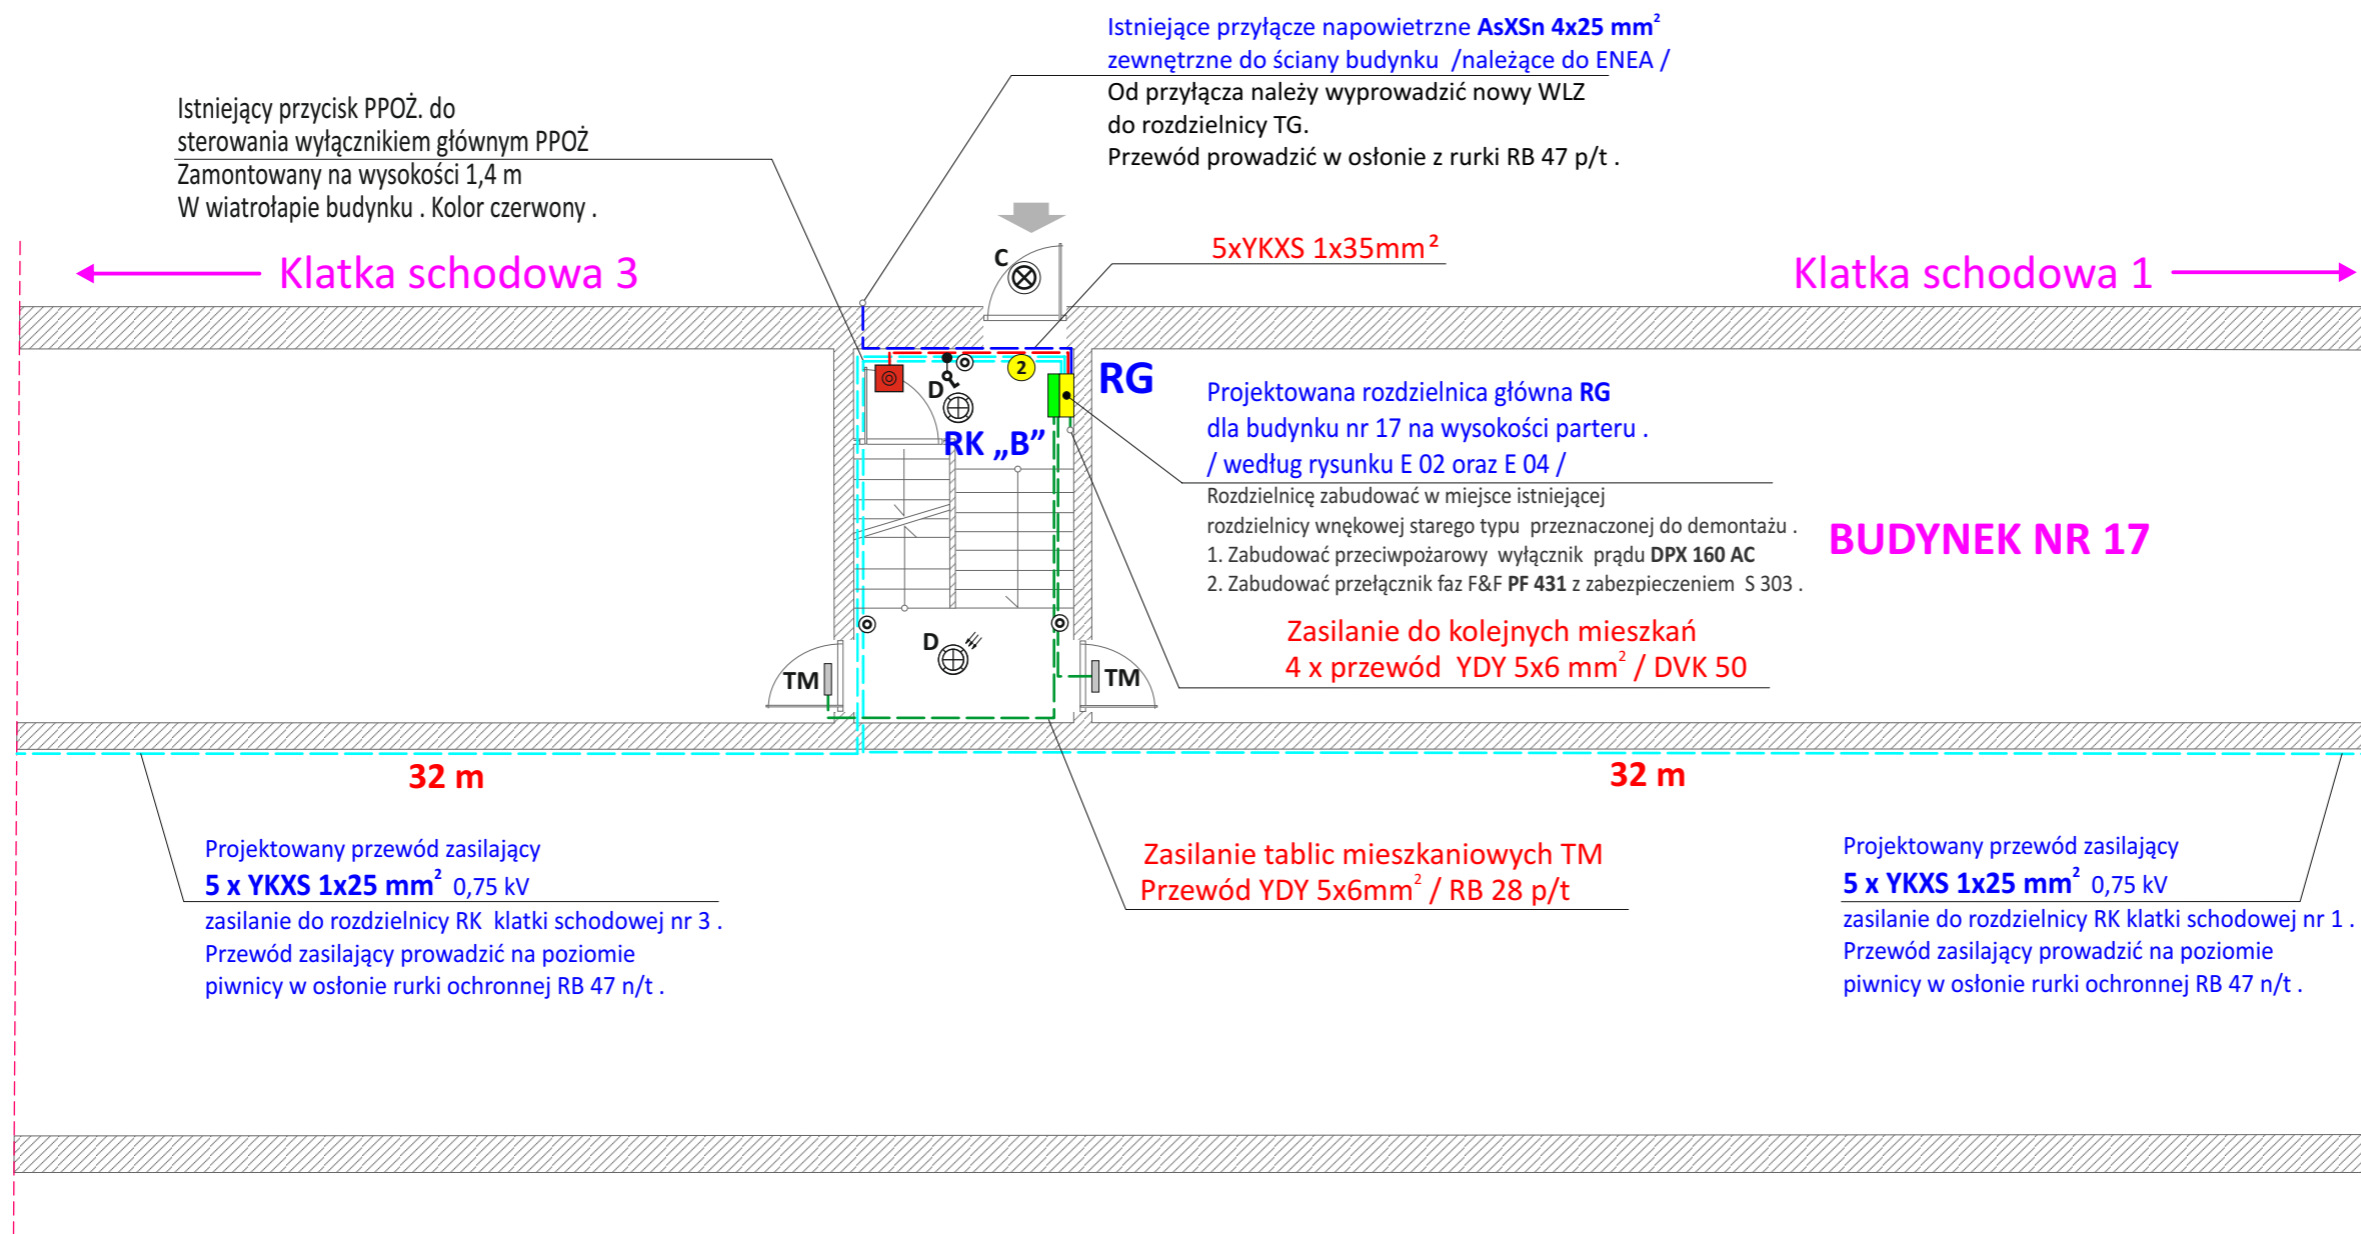 Istniejące przyłącze napowietrzne AsXSn 4x25 mm²
zewnętrzne do ściany budynku /należące do ENEA /
Od przyłącza należy wyprowadzić nowy WLZ
do rozdzielnicy TG.
Przewód prowadzić w osłonie z rurki RB 47 p/t .
Istniejący przycisk PPOŻ. do
sterowania wyłącznikiem głównym PPOŻ
Zamontowany na wysokości 1,4 m
W wiatrołapie budynku . Kolor czerwony .
Klatka schodowa 3
C
5xYKXS 1x35mm²
Klatka schodowa 1
2
D
RG
RK „B”
Projektowana rozdzielnica główna RG
dla budynku nr 17 na wysokości parteru .
/ według rysunku E 02 oraz E 04 /
Rozdzielnicę zabudować w miejsce istniejącej
rozdzielnicy wnękowej starego typu przeznaczonej do demontażu .
1. Zabudować przeciwpożarowy wyłącznik prądu DPX 160 AC
2. Zabudować przełącznik faz F&F PF 431 z zabezpieczeniem S 303 .
BUDYNEK NR 17
Zasilanie do kolejnych mieszkań
4 x przewód YDY 5x6 mm² / DVK 50
D
TM
TM
32 m
32 m
Projektowany przewód zasilający
5 x YKXS 1x25 mm² 0,75 kV
zasilanie do rozdzielnicy RK klatki schodowej nr 3 .
Przewód zasilający prowadzić na poziomie
piwnicy w osłonie rurki ochronnej RB 47 n/t .
Zasilanie tablic mieszkaniowych TM
Przewód YDY 5x6mm² / RB 28 p/t
Projektowany przewód zasilający
5 x YKXS 1x25 mm² 0,75 kV
zasilanie do rozdzielnicy RK klatki schodowej nr 1 .
Przewód zasilający prowadzić na poziomie
piwnicy w osłonie rurki ochronnej RB 47 n/t .